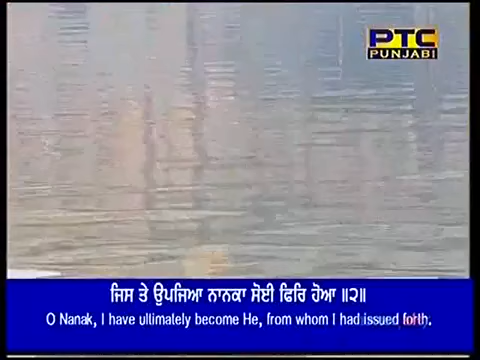 PTC
PUNJABI
ਜਿਸ ਤੇ ਉਪਜਿਆ ਨਾਨਕਾ ਸੋਈ ਫਿਰਿ ਹੋਆ ॥੨॥
O Nanak, I have ultimately become He, from whom I had issued forth.